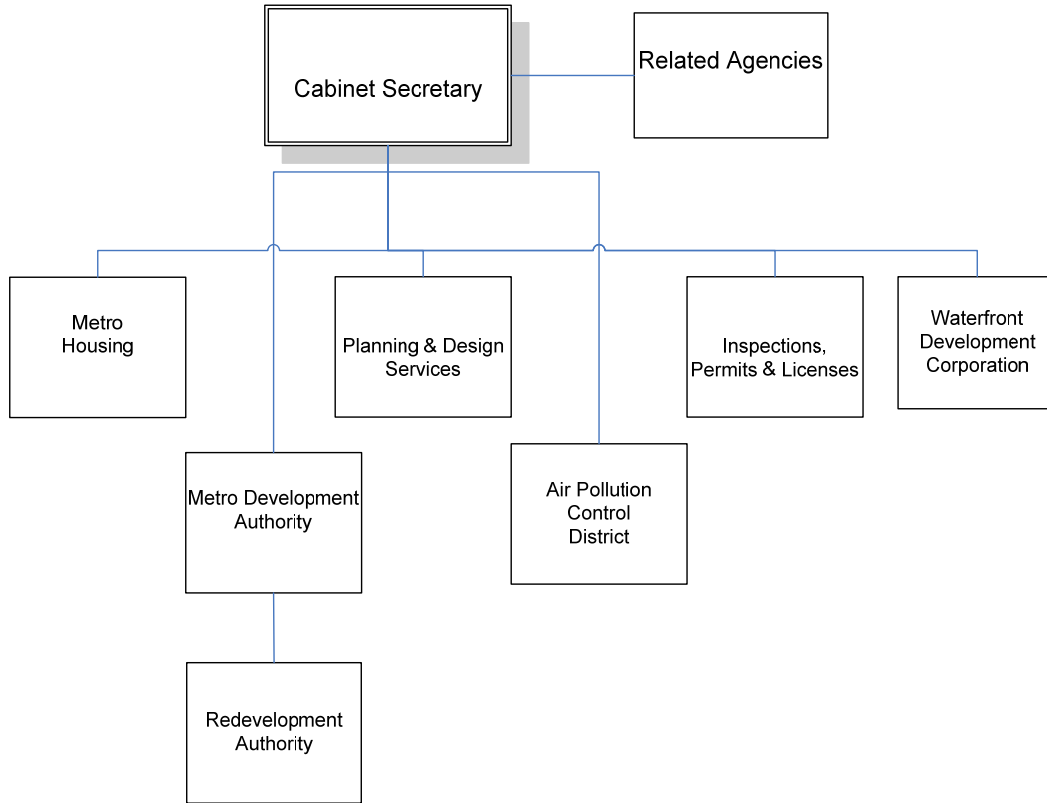 Cabinet Secretary
Related Agencies
Metro
Housing
Planning & Design
Services
Inspections,
Permits & Licenses
Waterfront
Development
Corporation
Metro Development
Authority
Air Pollution
Control
District
Redevelopment
Authority